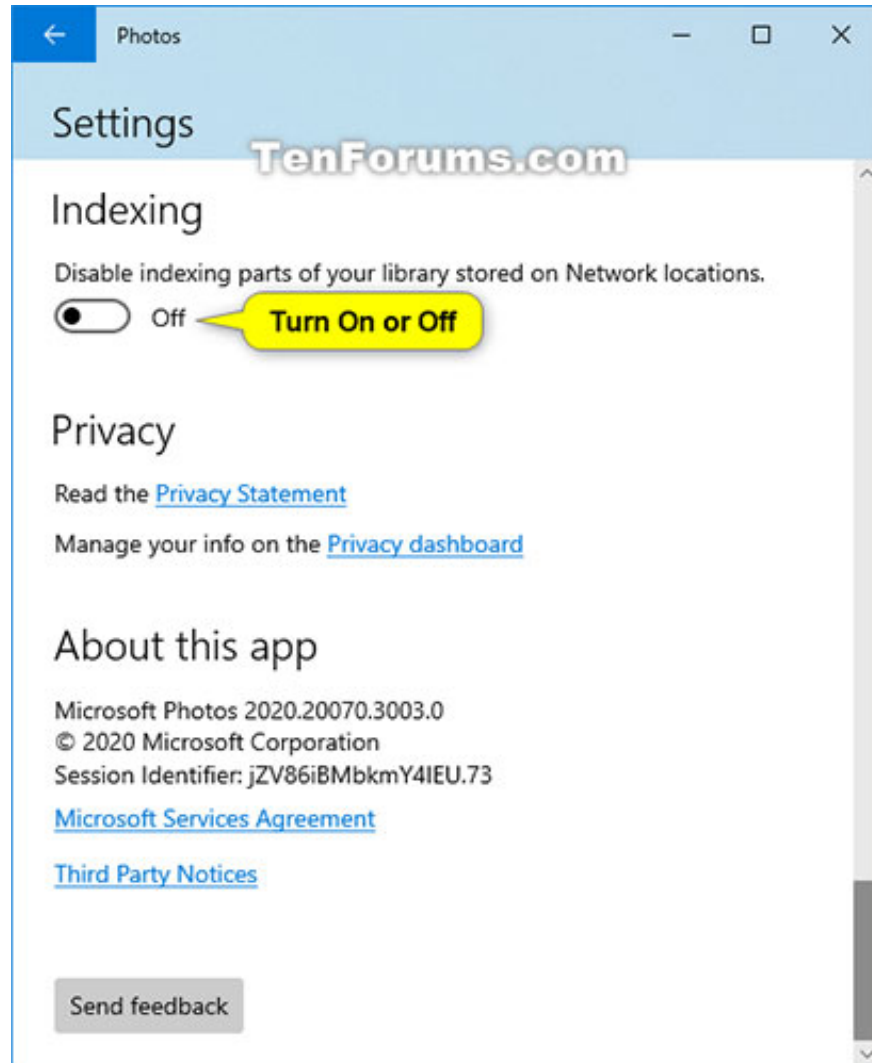 Photos
Settings
TenForums.com
Indexing
Disable indexing parts of your library stored on Network locations.
Off
Turn On or Off
Privacy
Read the Privacy Statement
Manage your info on the Privacy dashboard
About this app
Microsoft Photos 2020.20070.3003.0
© 2020 Microsoft Corporation
Session Identifier: jZV86iBMbkmY4IEU.73
Microsoft Services Agreement
Third Party Notices
Send feedback